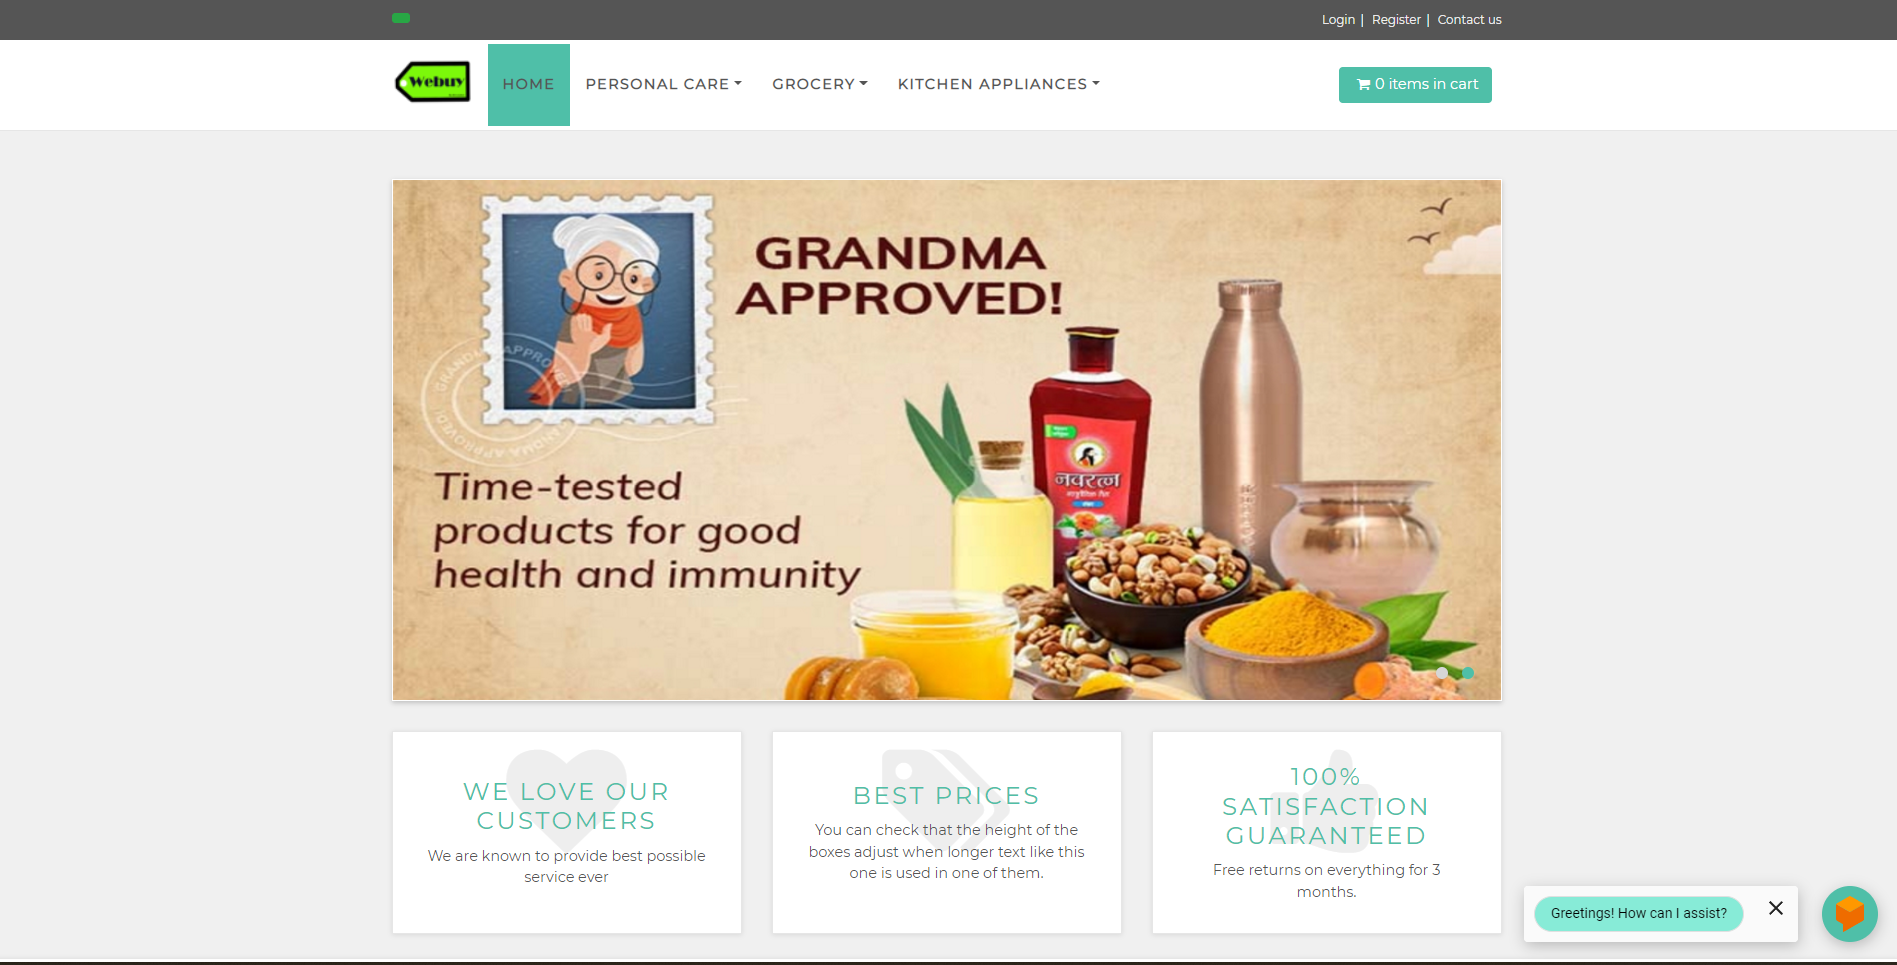 Login | Register | Contact us
Webuy
HOME
PERSONAL CARE
GROCERY
KITCHEN APPLIANCES
0 items in cart
GRANDMA
APPROVED!
GRANDMA APPROVED
GRANDMA APPROVED
Time-tested
products for good
health and immunity
नवरत्न
WE LOVE OUR
CUSTOMERS
We are known to provide best possible
service ever
BEST PRICES
You can check that the height of the
boxes adjust when longer text like this
one is used in one of them.
100%
SATISFACTION
GUARANTEED
Free returns on everything for 3
months.
Greetings! How can I assist?